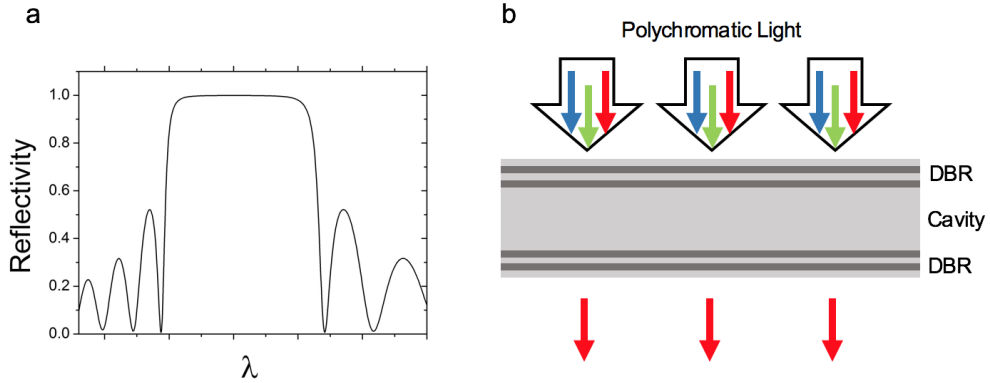 a
Reflectivity
1.0
0.8
0.6
0.4
0.2
0.0
λ
b
Polychromatic Light
DBR
Cavity
DBR